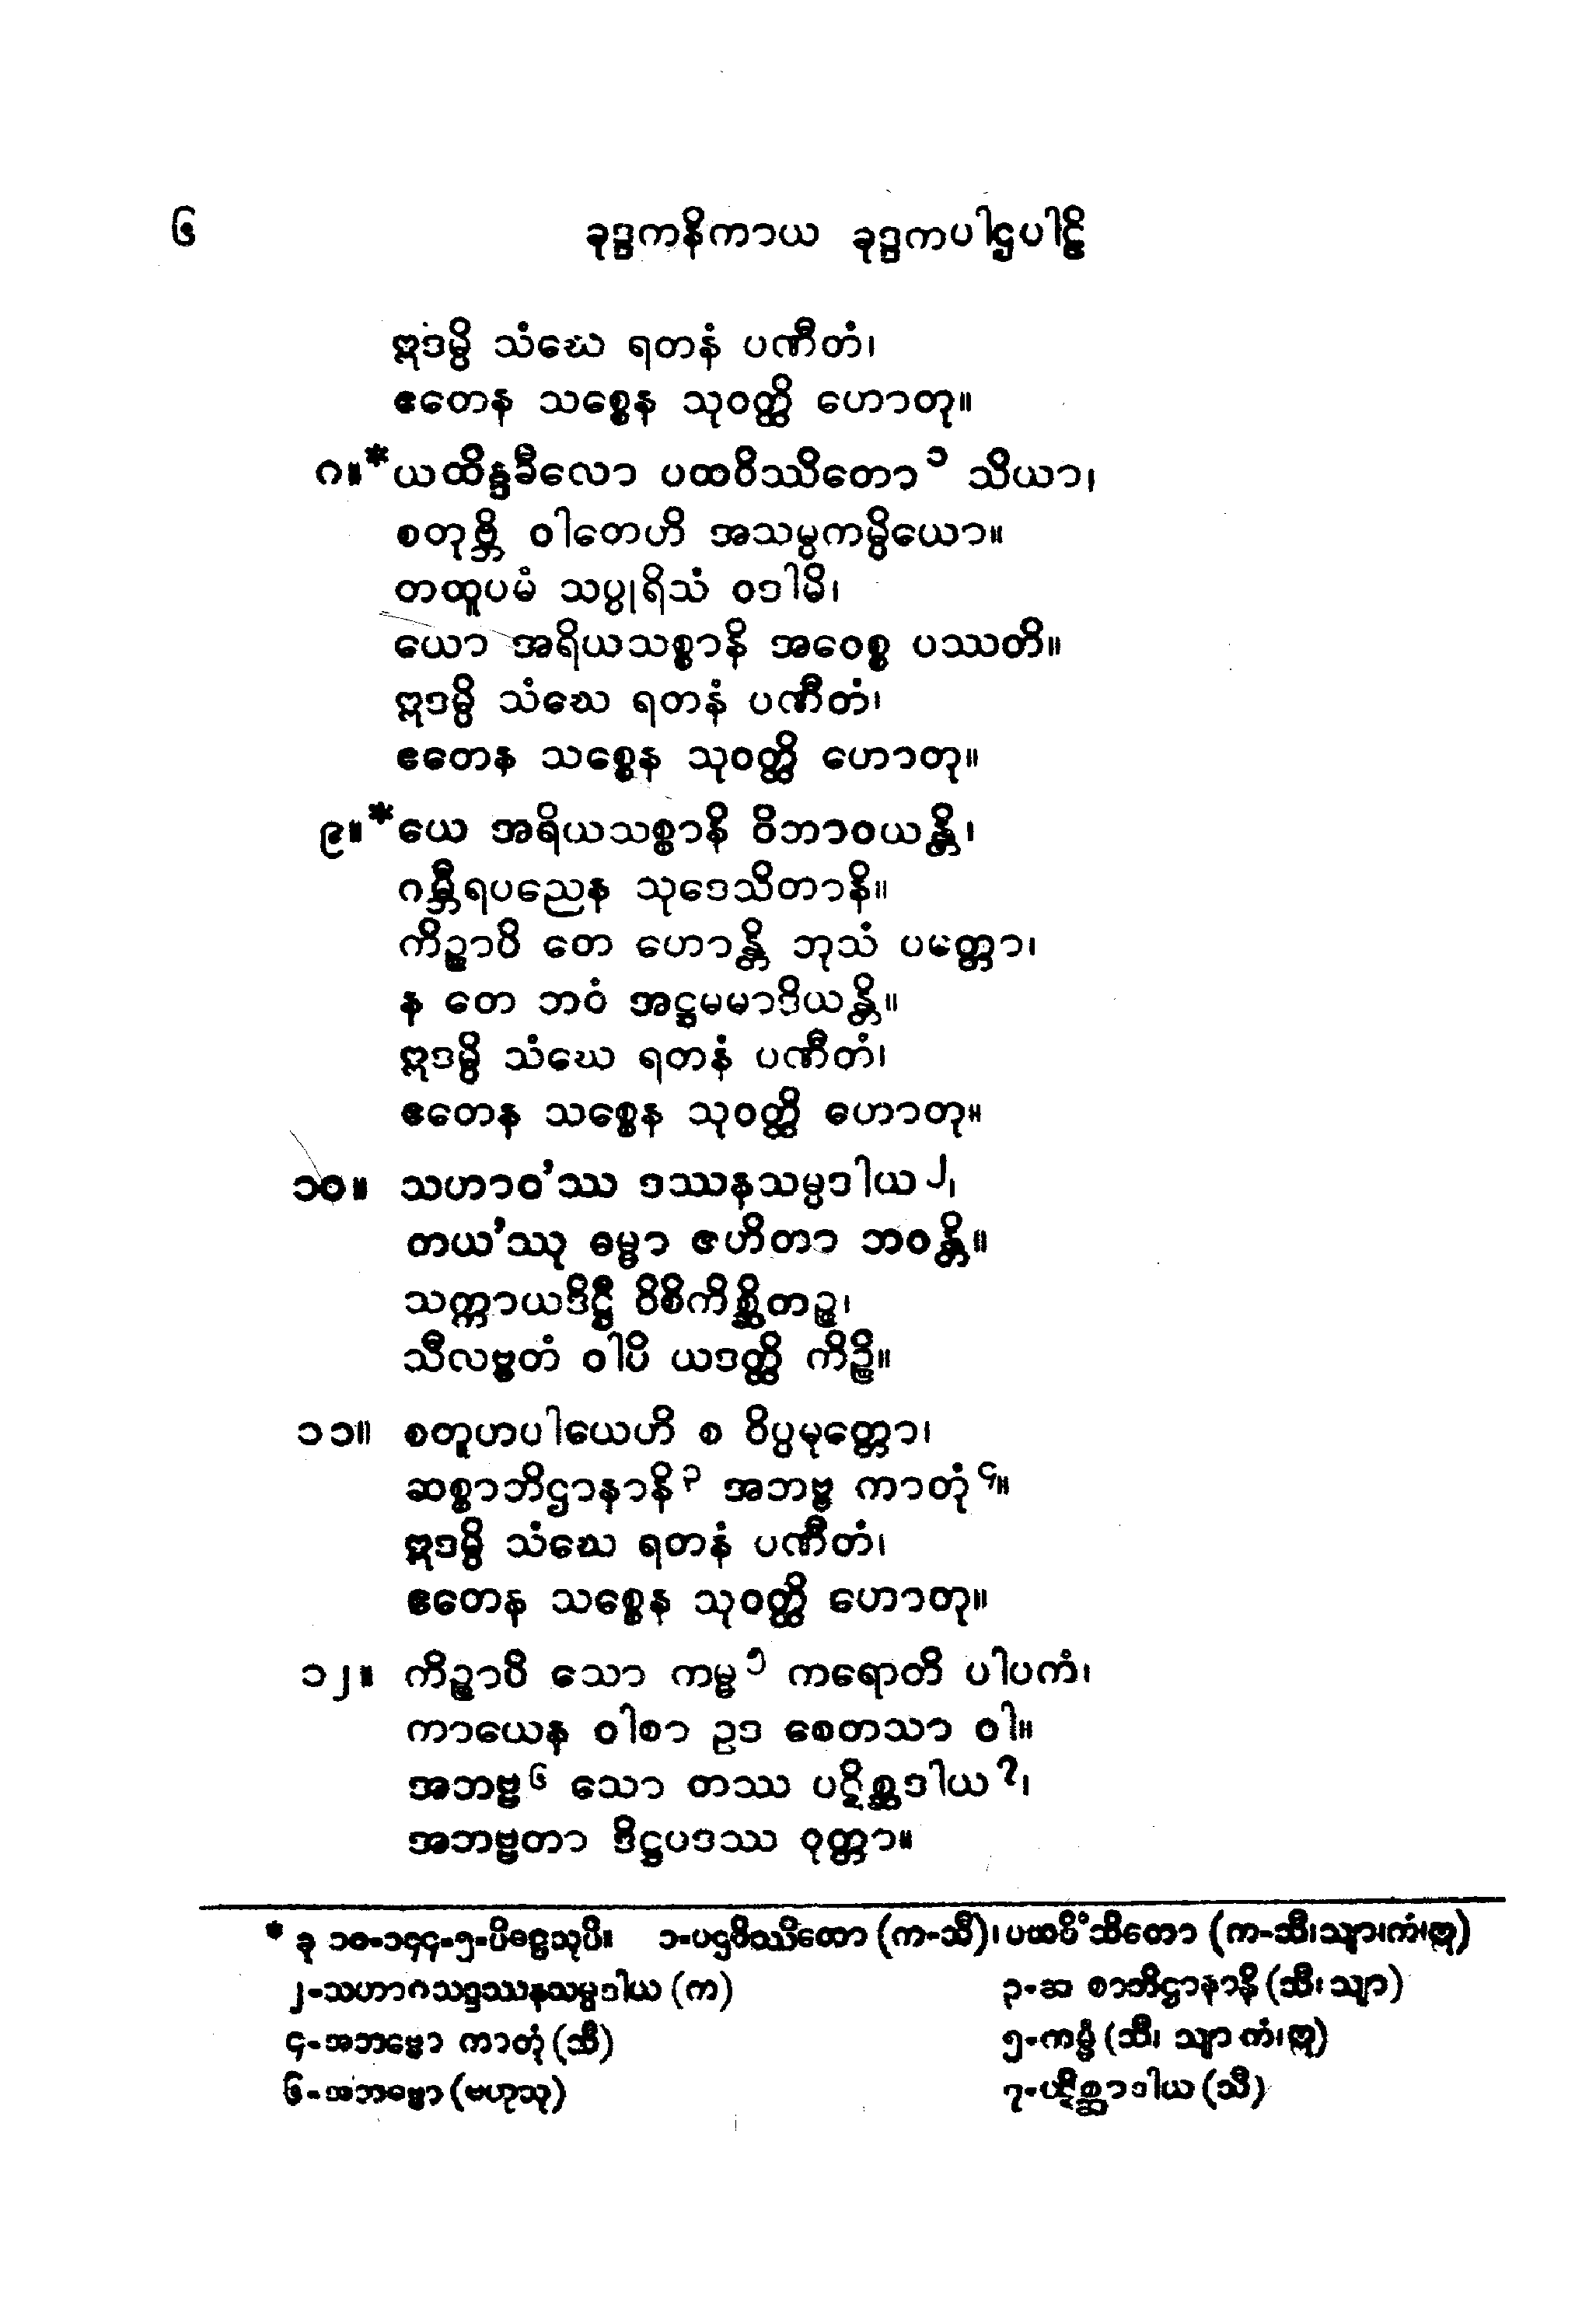 ၆ ခုဒ္ဒကနိကာယ ခုဒ္ဒကပါဌပါဠိ
ဣဒမ္ပိ သံဃေ ရတနံ ပဏီတံ၊
ဧတေန သစ္စေန သုဝတ္ထိ ဟောတု။
ဂ။*ယထိန္ဒခီလော ပထဝိဿိတော၁ သိယာ၊
စတုဗ္ဘိ ဝါတေဟိ အသမ္ပကမ္ပိယော။
တထူပမံ သပ္ပုရိသံ ဝဒါမိ၊
ယော အရိယသစ္စာနိ အဝေစ္စ ပဿတိ။
ဣဒမ္ပိ သံဃေ ရတနံ ပဏီတံ၊
ဧတေန သစ္စေန သုဝတ္ထိ ဟောတု။
၉။*ယေ အရိယသစ္စာနိ ဝိဘာဝယန္တိ၊
ဂမ္ဘီရပညေန သုဒေသိတာနိ။
ကိဉ္စာပိ တေ ဟောန္တိ ဘုသံ ပမတ္တာ၊
န တေ ဘဝံ အဋ္ဌမမာဒိယန္တိ။
ဣဒမ္ပိ သံဃေ ရတနံ ပဏီတံ၊
ဧတေန သစ္စေန သုဝတ္ထိ ဟောတု။
၁၀။ သဟာဝ’ဿ ဒဿနသမ္ပဒါယ၂၊
တယ’ဿု ဓမ္မာ ဇဟိတာ ဘဝန္တိ။
သက္ကာယဒိဋ္ဌီ ဝိစိကိစ္ဆိတဉ္စ၊
သီလဗ္ဗတံ ဝါပိ ယဒတ္ထိ ကိဉ္စိ။
၁၁။ စတူဟပါယေဟိ စ ဝိပ္ပမုတ္တော၊
ဆစ္စာဘိဌာနာနိ၃ အဘဗ္ဗ ကာတုံ၄။
ဣဒမ္ပိ သံဃေ ရတနံ ပဏီတံ၊
ဧတေန သစ္စေန သုဝတ္ထိ ဟောတု။
၁၂။ ကိဉ္စာပိ သော ကမ္မ၅ ကရောတိ ပါပကံ၊
ကာယေန ဝါစာ ဥဒ စေတသာ ဝါ။
အဘဗ္ဗ၆ သော တဿ ပဋိစ္ဆဒါယ၇၊
အဘဗ္ဗတာ ဒိဋ္ဌပဒဿ ဝုတ္တာ။
* ခု ၁၀-၁၄၄-၅-ပိဋ္ဌေသုပိ။ ၁-ပဌဝိဿိတော (က-သီ)၊ ပထဝိံ သိတော (က-သီ၊သျာ၊ကံ၊ဣ)
၂-သဟာဂသဒ္ဒဿနသမ္ပဒါယ (က) ၃-ဆ စာဘိဌာနာနိ (သီ၊ သျာ)
၄-အဘဗ္ဗော ကာတုံ (သီ) ၅-ကမ္မံ (သီ၊ သျာ ကံ၊ဣ)
၆-အဘဗ္ဗော (ဗဟုသု) ၇-ပဋိစ္ဆာဒါယ (သီ)